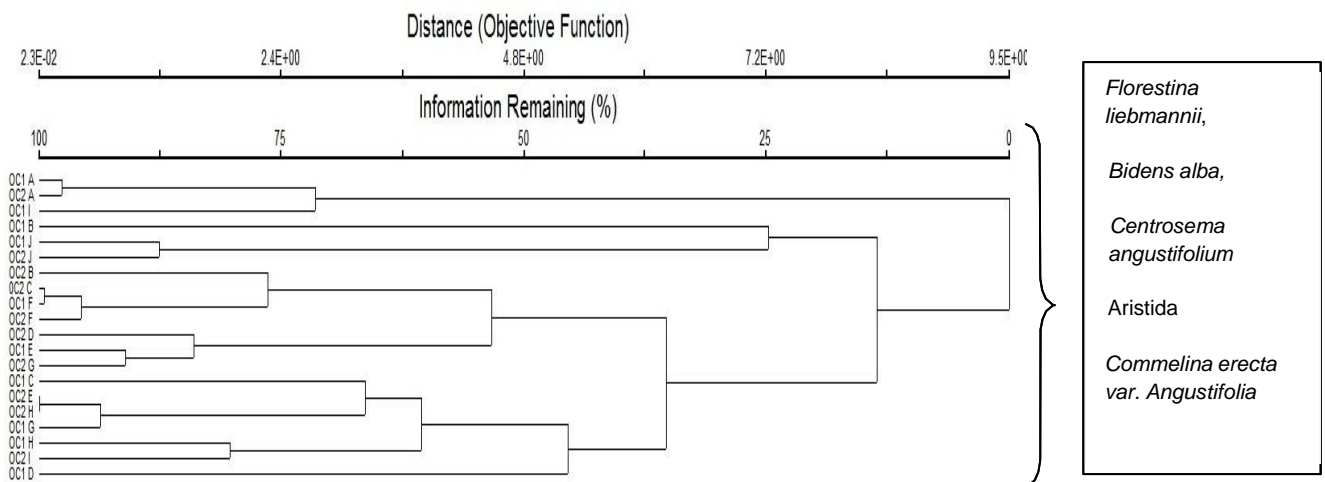 Distance (Objective Function)
2.3E-02 2.4E+00 4.8E+00 7.2E+00 9.5E+00
Information Remaining (%)
100 75 50 25 0
OC1 A
OC2 A
OC1 I
OC1 B
OC1 J
OC2 J
OC2 B
OC2 C
OC1 F
OC2 F
OC2 D
OC1 E
OC2 G
OC1 C
OC2 E
OC2 H
OC1 G
OC1 H
OC2 I
OC1 D
Florestina
liebmannii,
Bidens alba,
Centrosema
angustifolium
Aristida
Commelina erecta
var. Angustifolia